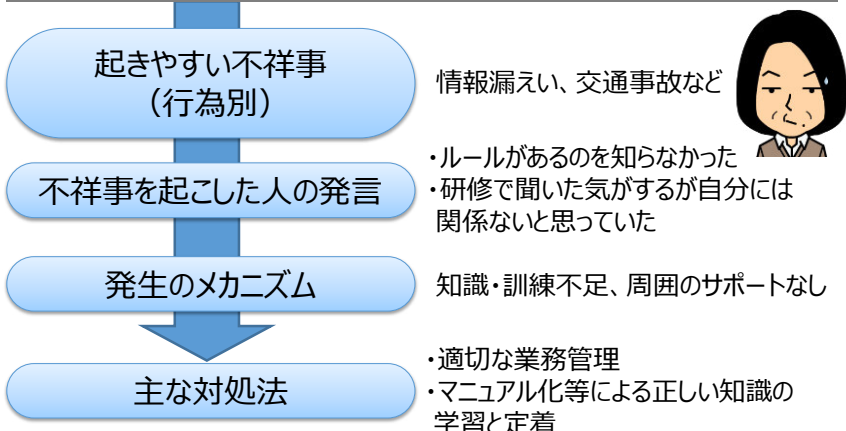 起きやすい不祥事
（行為別）
情報漏えい、交通事故など
不祥事を起こした人の発言
・ルールがあるのを知らなかった
・研修で聞いた気がするが自分には
関係ないと思っていた
発生のメカニズム
知識・訓練不足、周囲のサポートなし
主な対処法
・適切な業務管理
・マニュアル化等による正しい知識の
学習と定着